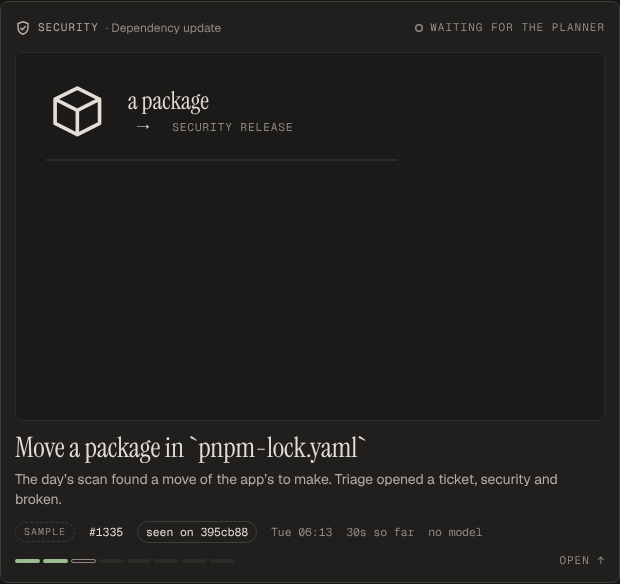 SECURITY · Dependency update
WAITING FOR THE PLANNER
a package
→ SECURITY RELEASE
Move a package in `pnpm-lock.yaml`
The day's scan found a move of the app's to make. Triage opened a ticket, security and
broken.
SAMPLE #1335 seen on 395cb88 Tue 06:13 30s so far no model
OPEN ↑